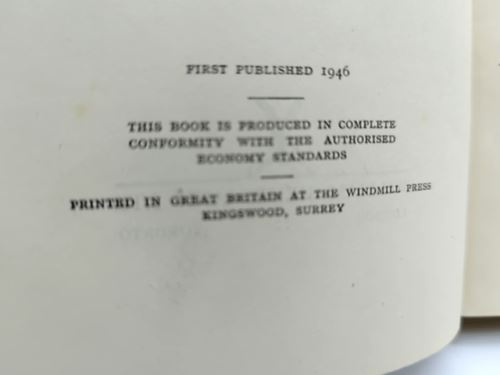 FIRST PUBLISHED 1946
THIS BOOK IS PRODUCED IN COMPLETE
CONFORMITY WITH THE AUTHORISED
ECONOMY STANDARDS
PRINTED IN GREAT BRITAIN AT THE WINDMILL PRESS
KINGSWOOD, SURREY